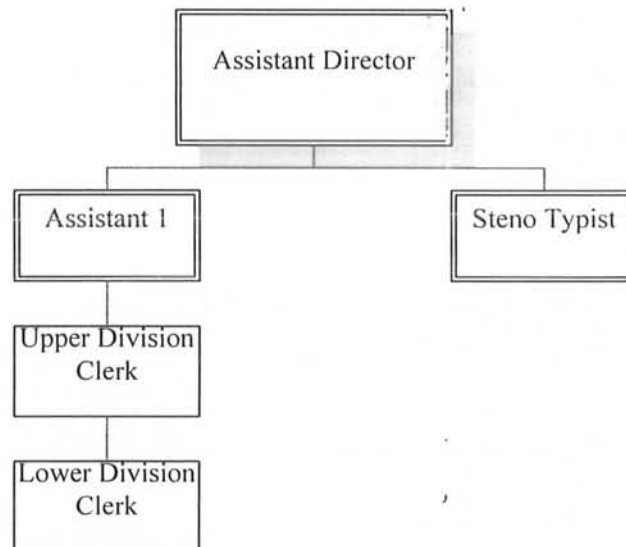 Assistant Director
Assistant 1
Steno Typist
Upper Division
Clerk
Lower Division
Clerk